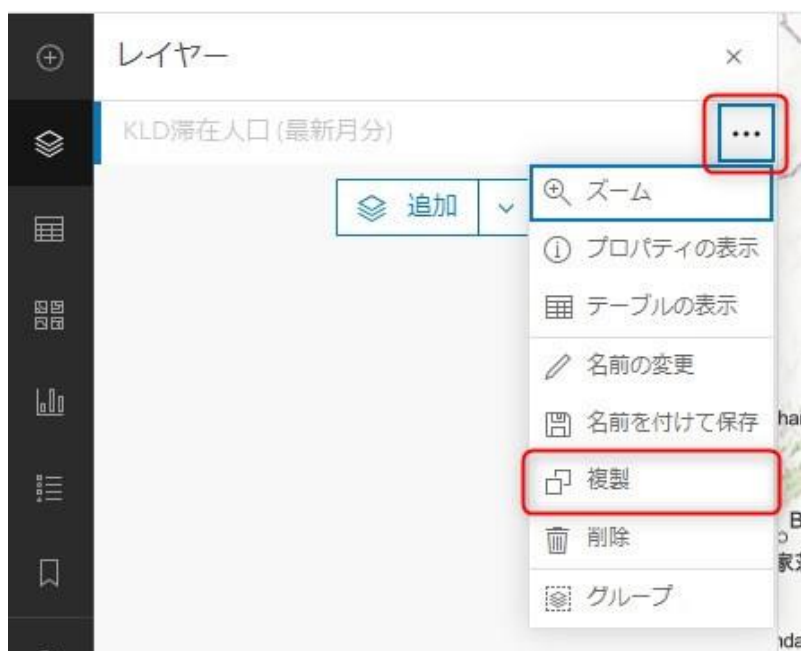 レイヤー
KLD滞在人口 (最新月分)
追加
ズーム
プロパティの表示
テーブルの表示
名前の変更
名前を付けて保存
複製
削除
グループ